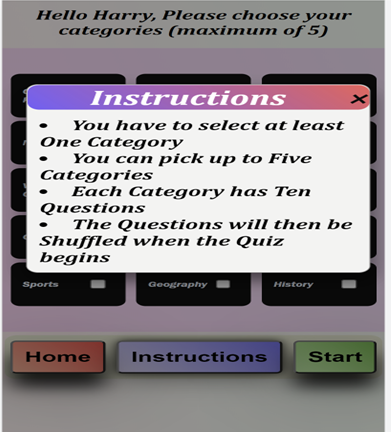 Hello Harry, Please choose your
categories (maximum of 5)
Instructions ×
• You have to select at least
One Category
• You can pick up to Five
Categories
• Each Category has Ten
Questions
• The Questions will then be
Shuffled when the Quiz
begins
Sports Geography History
Home Instructions Start